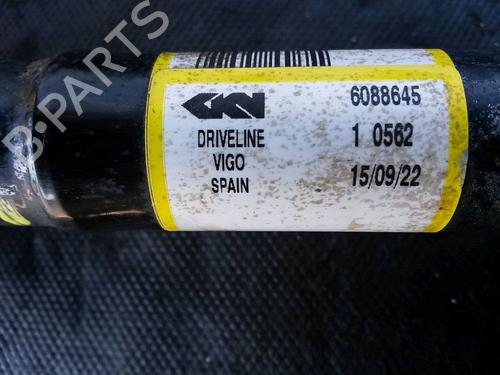 B·PARTS
GKN 6088645
DRIVELINE 1 0562
VIGO
SPAIN 15/09/22